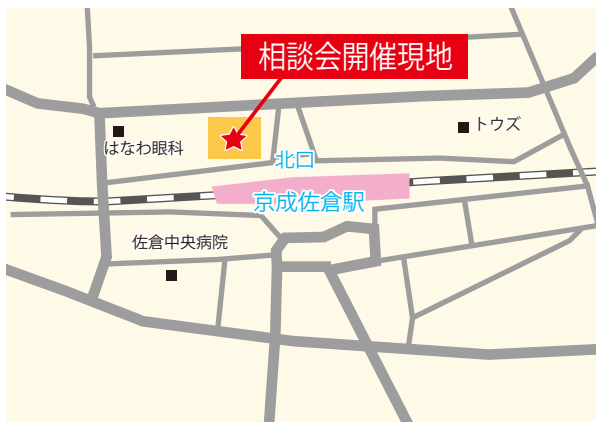 相談会開催現地
トウズ
はなわ眼科
北口
京成佐倉駅
佐倉中央病院